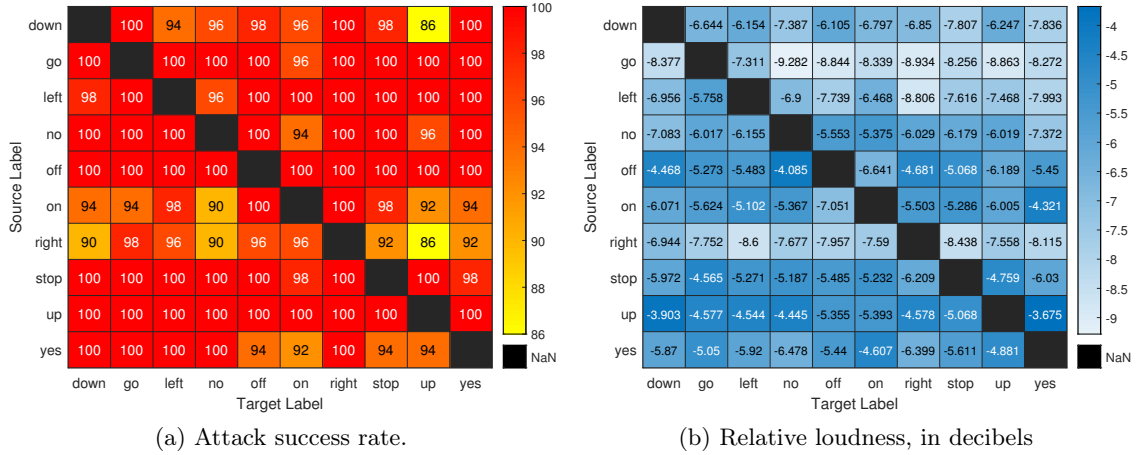 down 100 94 96 98 96 100 98 86 100
go 100 100 100 100 96 100 100 100 100
left 98 100 96 100 100 100 100 100 100
no 100 100 100 100 94 100 100 96 100
off 100 100 100 100 100 100 100 100 100
on 94 94 98 90 100 100 98 92 94
right 90 98 96 90 96 96 92 86 92
stop 100 100 100 100 100 98 100 100 98
up 100 100 100 100 100 100 100 100 100
yes 100 100 100 100 94 92 100 94 94
down go left no off on right stop up yes
Source Label
Target Label
100
98
96
94
92
90
88
86
NaN
(a) Attack success rate.
down -6.644 -6.154 -7.387 -6.105 -6.797 -6.85 -7.807 -6.247 -7.836
go -8.377 -7.311 -9.282 -8.844 -8.339 -8.934 -8.256 -8.863 -8.272
left -6.956 -5.758 -6.9 -7.739 -6.468 -8.806 -7.616 -7.468 -7.993
no -7.083 -6.017 -6.155 -5.553 -5.375 -6.029 -6.179 -6.019 -7.372
off -4.468 -5.273 -5.483 -4.085 -6.641 -4.681 -5.068 -6.189 -5.45
on -6.071 -5.624 -5.102 -5.367 -7.051 -5.503 -5.286 -6.005 -4.321
right -6.944 -7.752 -8.6 -7.677 -7.957 -7.59 -8.438 -7.558 -8.115
stop -5.972 -4.565 -5.271 -5.187 -5.485 -5.232 -6.209 -4.759 -6.03
up -3.903 -4.577 -4.544 -4.445 -5.355 -5.393 -4.578 -5.068 -3.675
yes -5.87 -5.05 -5.92 -6.478 -5.44 -4.607 -6.399 -5.611 -4.881
down go left no off on right stop up yes
Source Label
Target Label
-4
-4.5
-5
-5.5
-6
-6.5
-7
-7.5
-8
-8.5
-9
NaN
(b) Relative loudness, in decibels